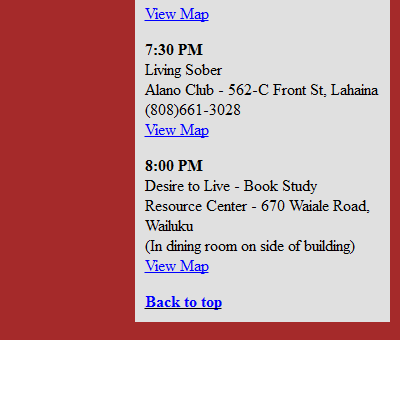 View Map
7:30 PM
Living Sober
Alano Club - 562-C Front St, Lahaina
(808)661-3028
View Map
8:00 PM
Desire to Live - Book Study
Resource Center - 670 Waiale Road,
Wailuku
(In dining room on side of building)
View Map
Back to top